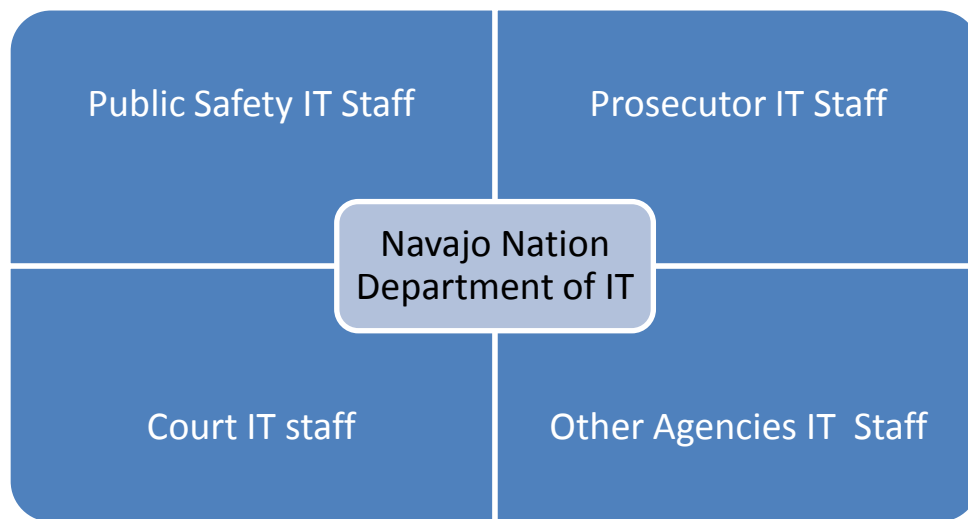 Public Safety IT Staff
Prosecutor IT Staff
Navajo Nation
Department of IT
Court IT staff
Other Agencies IT  Staff